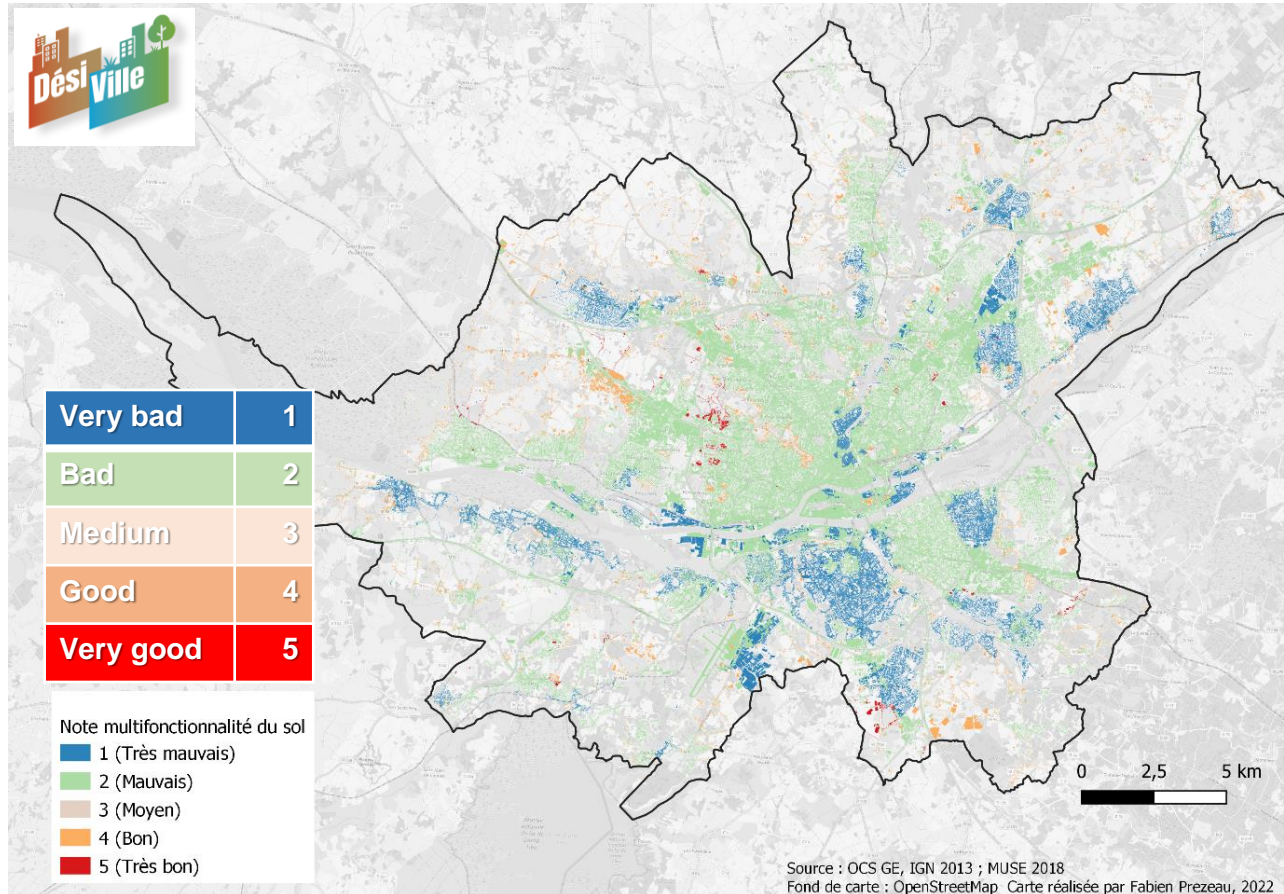 Dési Ville
Very bad 1
Bad 2
Medium 3
Good 4
Very good 5
Note multifonctionnalité du sol
1 (Très mauvais)
2 (Mauvais)
3 (Moyen)
4 (Bon)
5 (Très bon)
0 2,5 5 km
Source : OCS GE, IGN 2013 ; MUSE 2018
Fond de carte : OpenStreetMap Carte réalisée par Fabien Prezeau, 2022